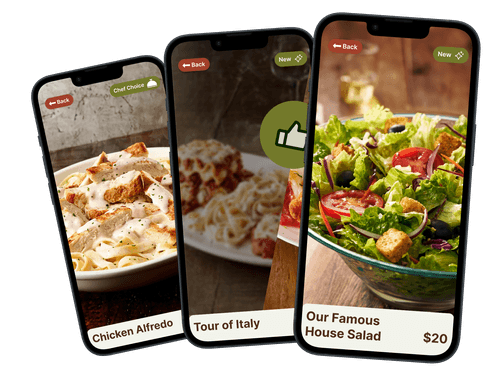 Back
Chef Choice
Chicken Alfredo
Back
New
Tour of Italy
Back
New
Our Famous
House Salad
$20